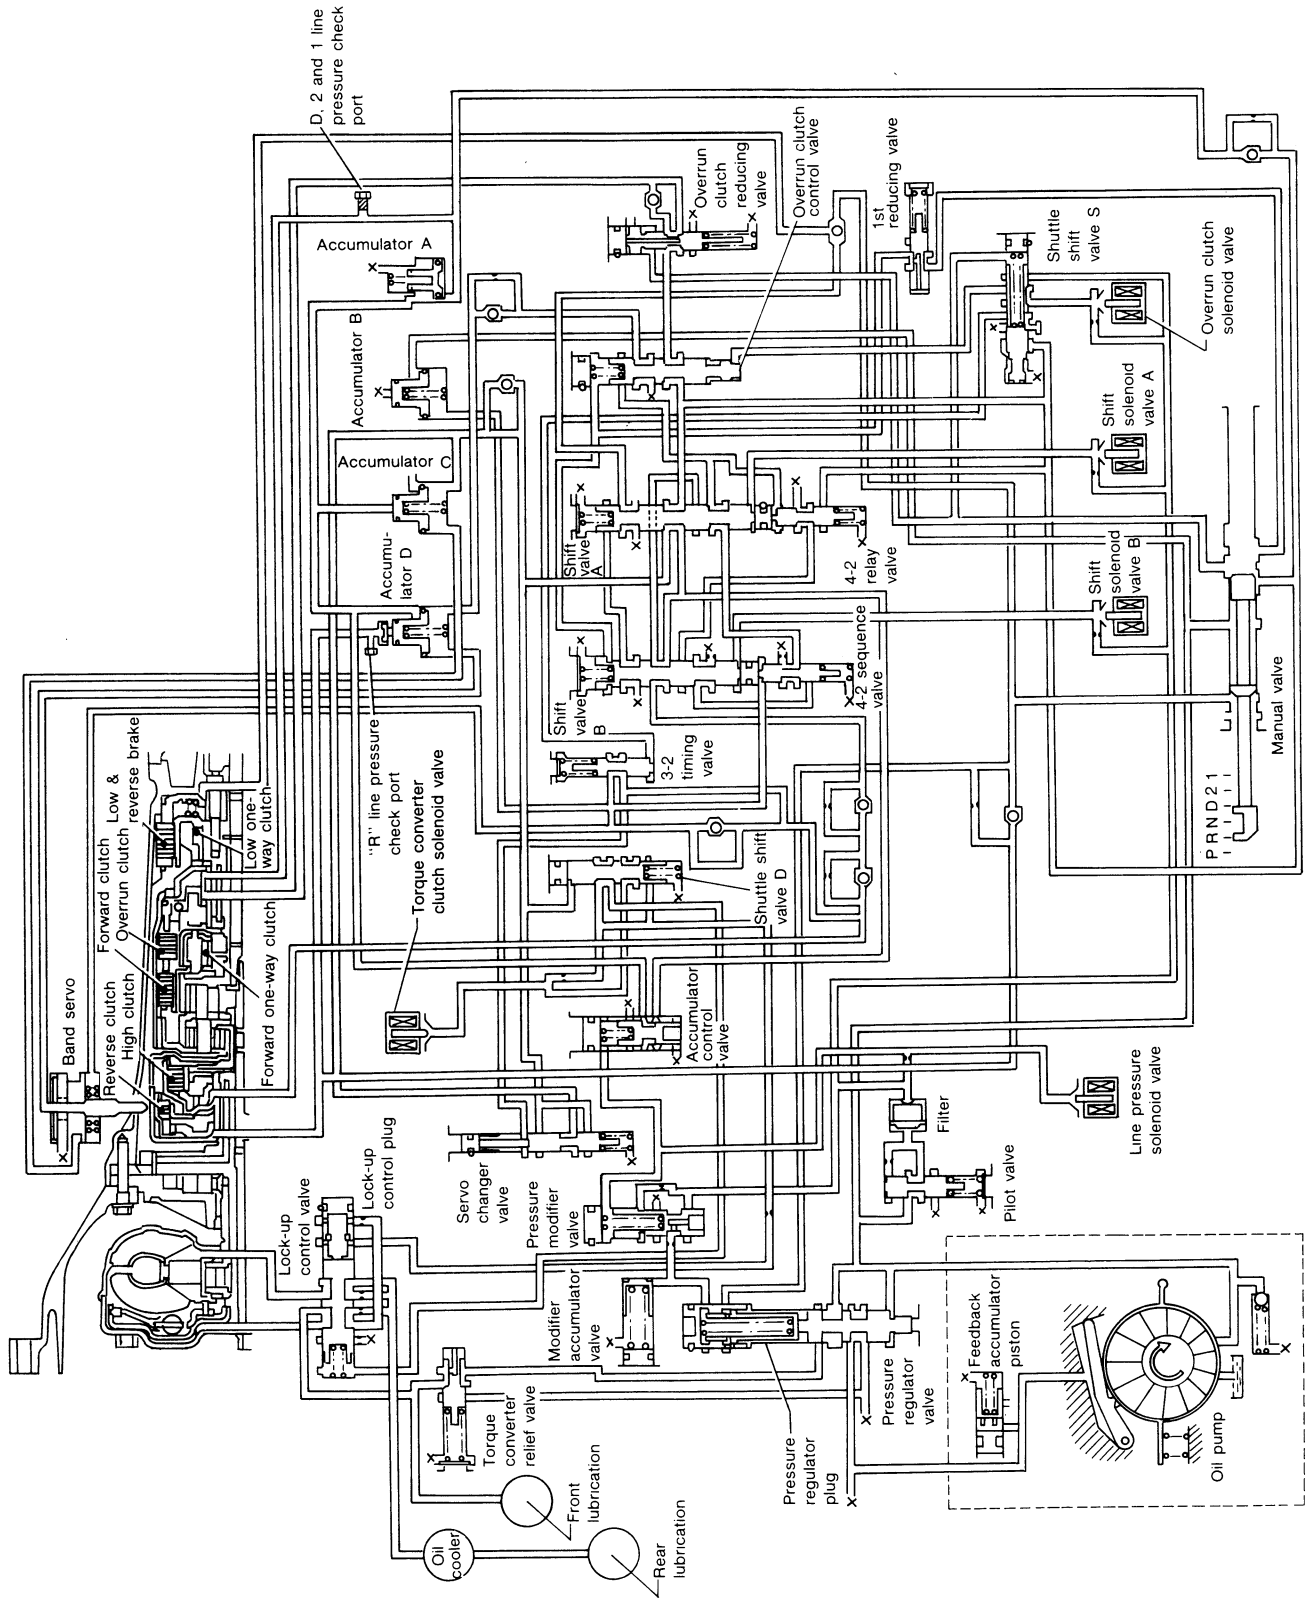 D, 2 and 1 line
pressure check
port
Accumulator A
Accumulator B
Accumulator C
Accumu-
lator D
Overrun
clutch
reducing
valve
Overrun clutch
control valve
1st
reducing valve
Shuttle
shift
valve S
Overrun clutch
solenoid valve
Shift
solenoid
valve A
Shift
solenoid
valve B
Shift
valve
A
4-2
relay
valve
Shift
valve
B
4-2 sequence
valve
3-2
timing
valve
Shuttle shift
valve D
Manual valve
P R N D 2 1
Low &
reverse brake
Low one-
way clutch
Forward clutch
Overrun clutch
Reverse clutch
High clutch
Forward one-way clutch
Band servo
"R" line pressure
check port
Torque converter
clutch solenoid valve
Accumulator
control
valve
Servo
changer
valve
Pressure
modifier
valve
Lock-up
control valve
Lock-up
control plug
Modifier
accumulator
valve
Torque
converter
relief valve
Front
lubrication
Rear
lubrication
Oil
cooler
Pressure
regulator
plug
Pressure
regulator
valve
Feedback
accumulator
piston
Oil pump
Pilot valve
Filter
Line pressure
solenoid valve